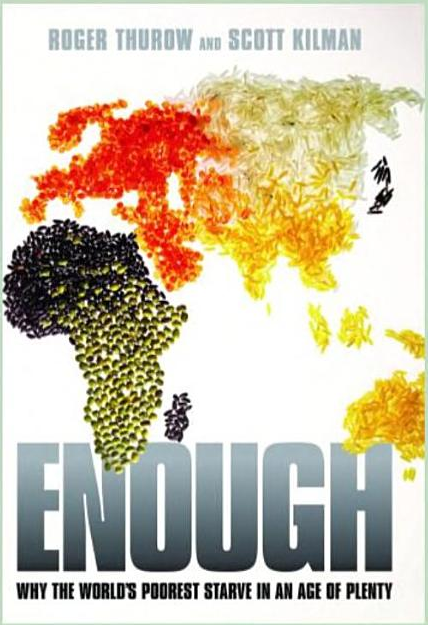 ROGER THUROW AND SCOTT KILMAN
ENOUGH
WHY THE WORLD'S POOREST STARVE IN AN AGE OF PLENTY